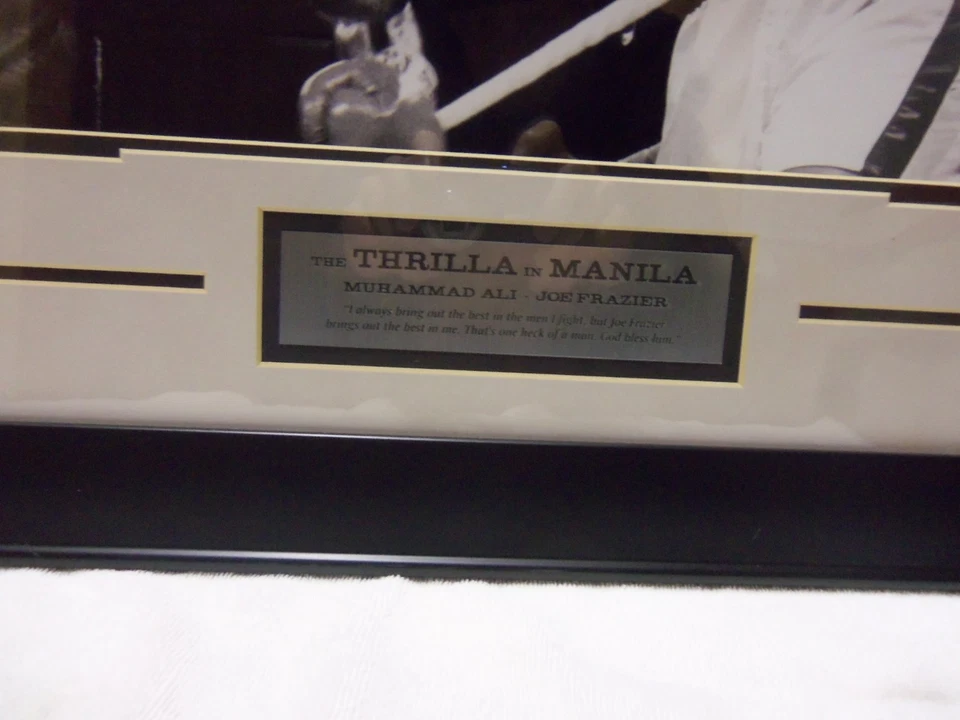 THE THRILLA IN MANILA
MUHAMMAD ALI - JOE FRAZIER
"I always bring out the best in the men I fight, but Joe Frazier
brings out the best in me. That's one heck of a man. God bless him."